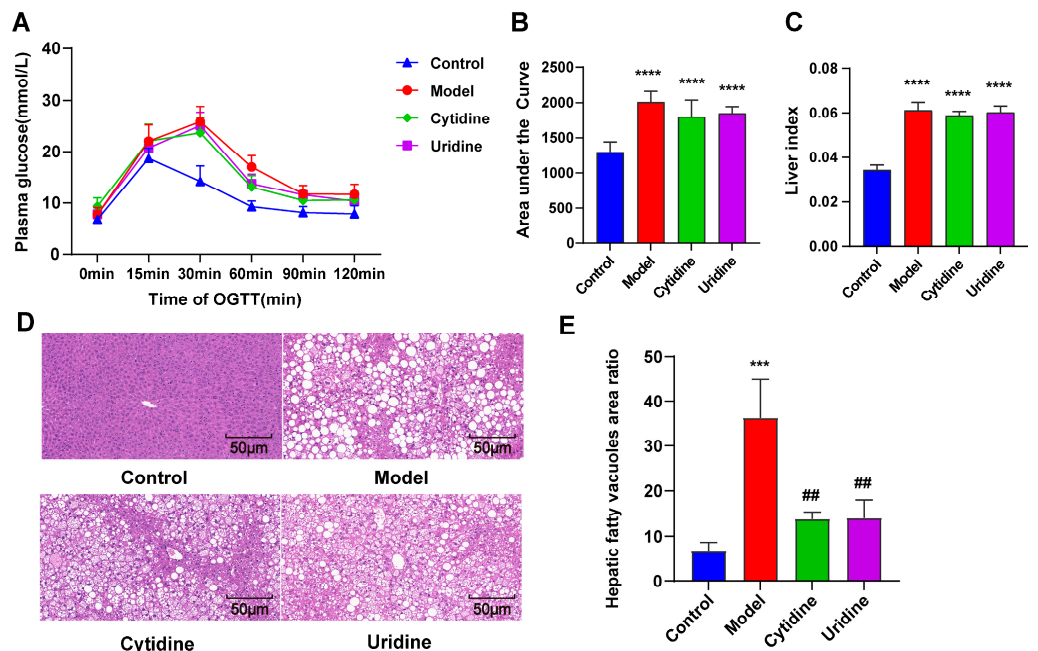 A
Plasma glucose(mmol/L)
40
30
20
10
0
0min 15min 30min 60min 90min 120min
Time of OGTT(min)
Control
Model
Cytidine
Uridine
B
Area under the Curve
2500
2000
1500
1000
500
0
**** **** ****
Control Model Cytidine Uridine
C
Liver index
0.08
0.06
0.04
0.02
0.00
**** **** ****
Control Model Cytidine Uridine
D
50μm
50μm
Control Model
50μm
50μm
Cytidine Uridine
E
Hepatic fatty vacuoles area ratio
50
40
30
20
10
0
***
## ##
Control Model Cytidine Uridine